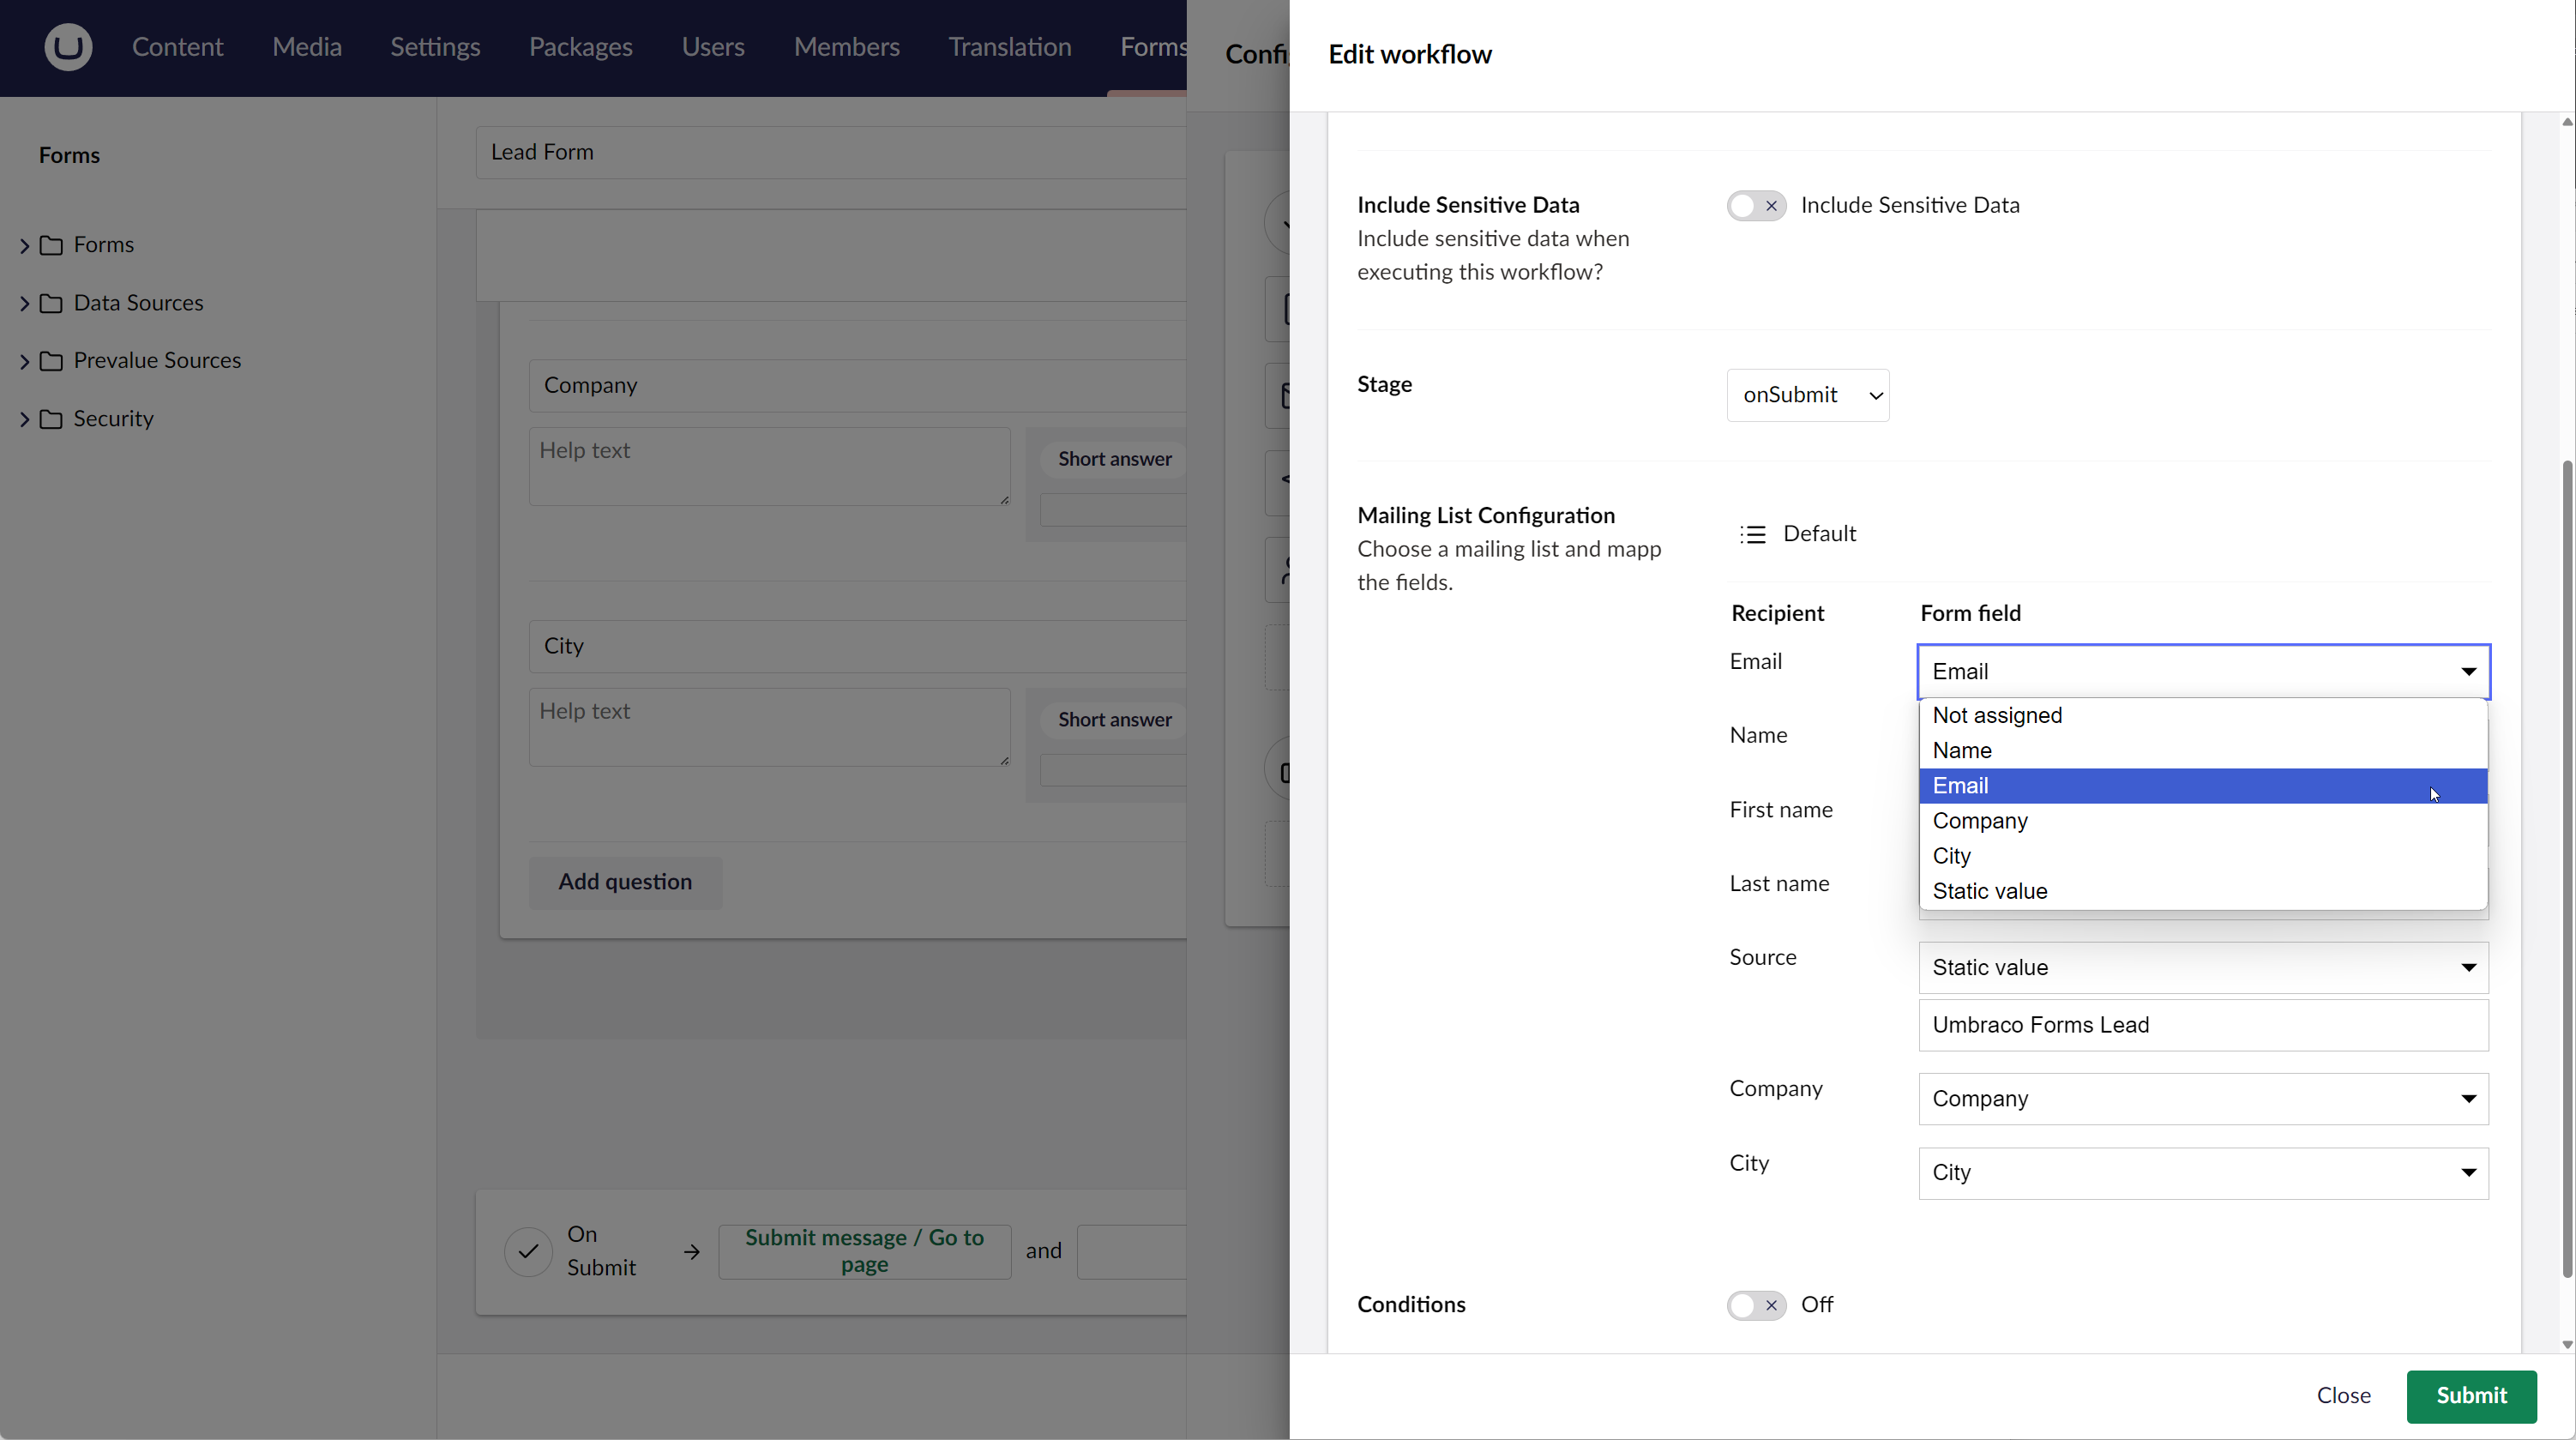 Content
Media
Settings
Packages
Users
Members
Translation
Forms
Forms
Forms
Data Sources
Prevalue Sources
Security
Lead Form
Company
Help text
Short answer
City
Help text
Short answer
Add question
On
Submit
Submit message / Go to
page
and
Confi
Edit workflow
Include Sensitive Data
Include sensitive data when
executing this workflow?
Include Sensitive Data
Stage
onSubmit
Mailing List Configuration
Choose a mailing list and mapp
the fields.
Default
Recipient
Form field
Email
Email
Not assigned
Name
Email
Company
City
Static value
Name
First name
Last name
Source
Static value
Umbraco Forms Lead
Company
Company
City
City
Conditions
Off
Close
Submit